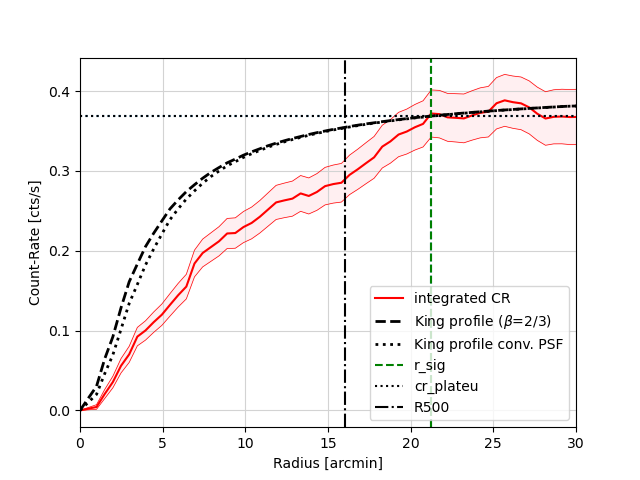 0.4
0.3
0.2
0.1
0.0
Count-Rate [cts/s]
integrated CR
King profile (β=2/3)
King profile conv. PSF
r_sig
cr_plateu
R500
0 5 10 15 20 25 30
Radius [arcmin]